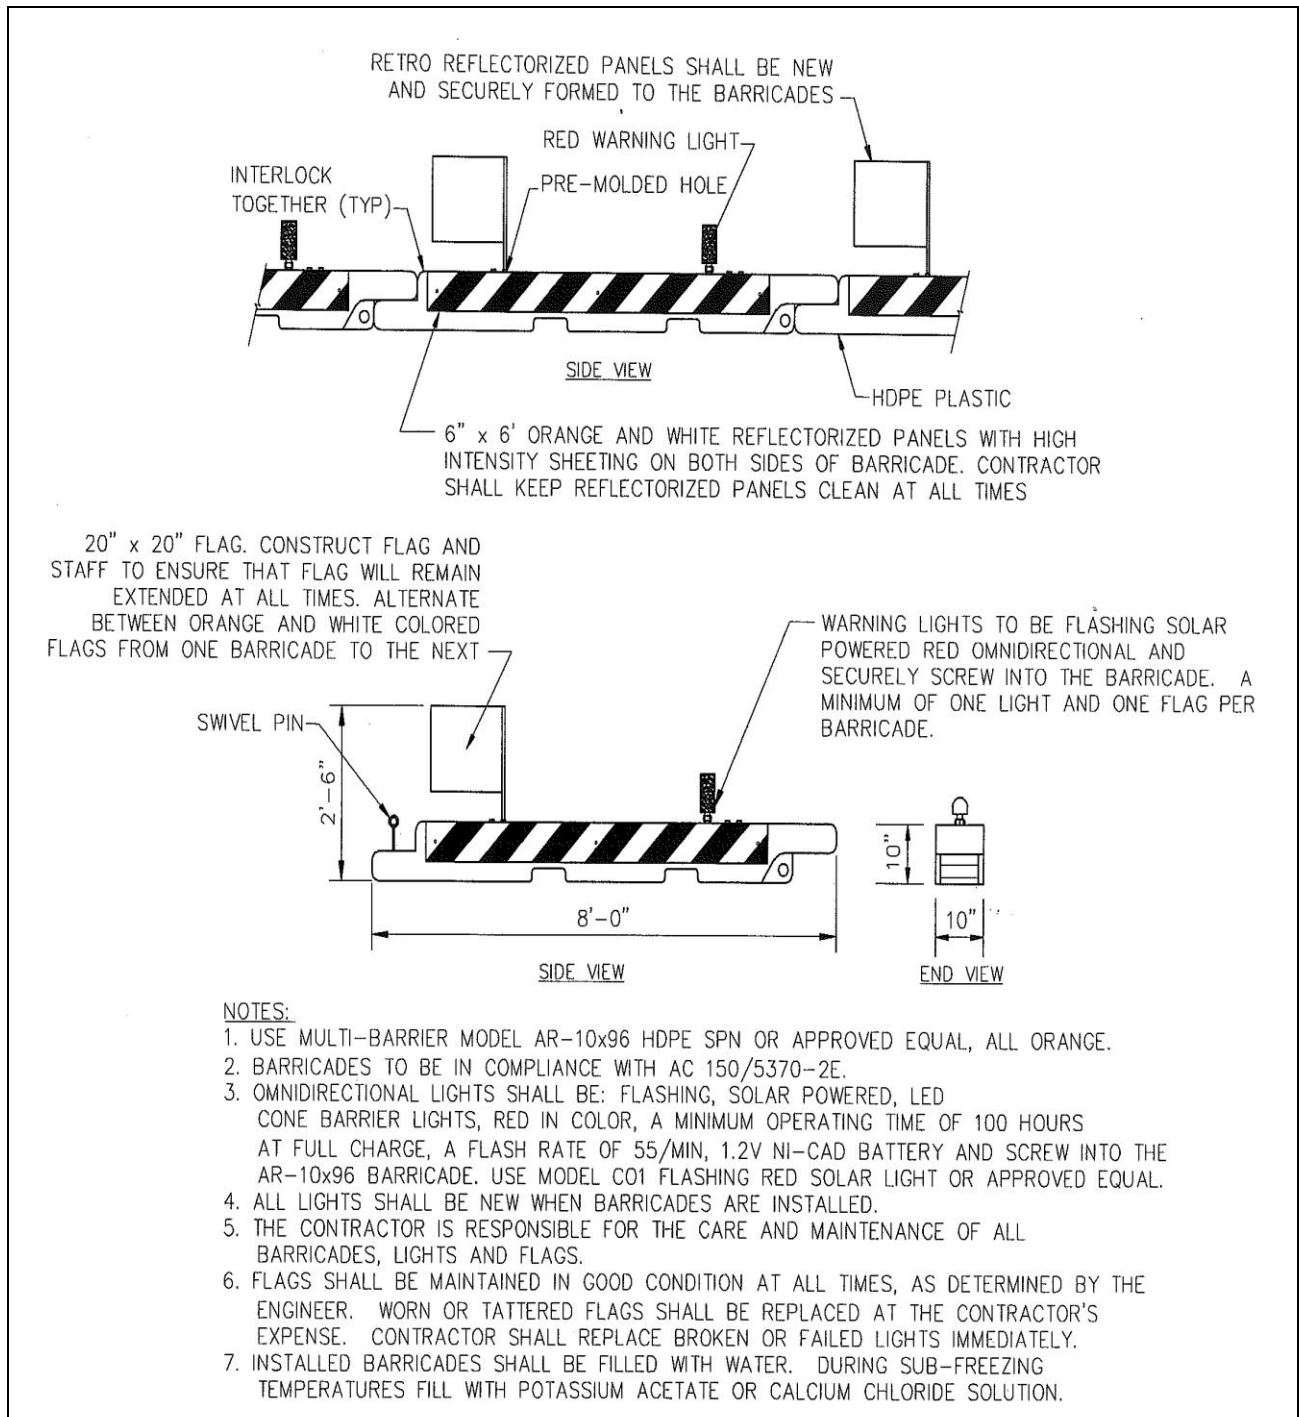 RETRO REFLECTORIZED PANELS SHALL BE NEW
AND SECURELY FORMED TO THE BARRICADES
RED WARNING LIGHT
INTERLOCK
TOGETHER (TYP)
PRE-MOLDED HOLE
SIDE VIEW
HDPE PLASTIC
6" x 6' ORANGE AND WHITE REFLECTORIZED PANELS WITH HIGH
INTENSITY SHEETING ON BOTH SIDES OF BARRICADE. CONTRACTOR
SHALL KEEP REFLECTORIZED PANELS CLEAN AT ALL TIMES
20" x 20" FLAG. CONSTRUCT FLAG AND
STAFF TO ENSURE THAT FLAG WILL REMAIN
EXTENDED AT ALL TIMES. ALTERNATE
BETWEEN ORANGE AND WHITE COLORED
FLAGS FROM ONE BARRICADE TO THE NEXT
WARNING LIGHTS TO BE FLASHING SOLAR
POWERED RED OMNIDIRECTIONAL AND
SECURELY SCREW INTO THE BARRICADE. A
MINIMUM OF ONE LIGHT AND ONE FLAG PER
BARRICADE.
SWIVEL PIN
2'-6"
10"
8'-0"
10"
SIDE VIEW
END VIEW
NOTES:
1. USE MULTI-BARRIER MODEL AR-10x96 HDPE SPN OR APPROVED EQUAL, ALL ORANGE.
2. BARRICADES TO BE IN COMPLIANCE WITH AC 150/5370-2E.
3. OMNIDIRECTIONAL LIGHTS SHALL BE: FLASHING, SOLAR POWERED, LED
CONE BARRIER LIGHTS, RED IN COLOR, A MINIMUM OPERATING TIME OF 100 HOURS
AT FULL CHARGE, A FLASH RATE OF 55/MIN, 1.2V NI-CAD BATTERY AND SCREW INTO THE
AR-10x96 BARRICADE. USE MODEL C01 FLASHING RED SOLAR LIGHT OR APPROVED EQUAL.
4. ALL LIGHTS SHALL BE NEW WHEN BARRICADES ARE INSTALLED.
5. THE CONTRACTOR IS RESPONSIBLE FOR THE CARE AND MAINTENANCE OF ALL
BARRICADES, LIGHTS AND FLAGS.
6. FLAGS SHALL BE MAINTAINED IN GOOD CONDITION AT ALL TIMES, AS DETERMINED BY THE
ENGINEER. WORN OR TATTERED FLAGS SHALL BE REPLACED AT THE CONTRACTOR'S
EXPENSE. CONTRACTOR SHALL REPLACE BROKEN OR FAILED LIGHTS IMMEDIATELY.
7. INSTALLED BARRICADES SHALL BE FILLED WITH WATER. DURING SUB-FREEZING
TEMPERATURES FILL WITH POTASSIUM ACETATE OR CALCIUM CHLORIDE SOLUTION.